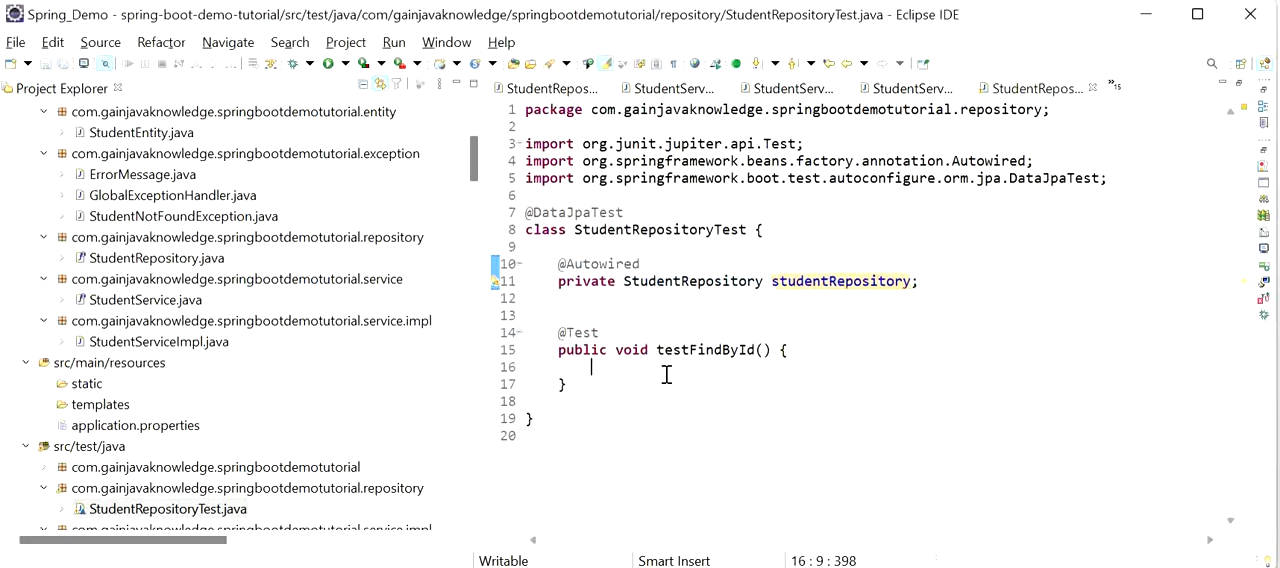 Spring_Demo - spring-boot-demo-tutorial/src/test/java/com/gainjavaknowledge/springbootdemotutorial/repository/StudentRepositoryTest.java - Eclipse IDE
File Edit Source Refactor Navigate Search Project Run Window Help
Project Explorer
com.gainjavaknowledge.springbootdemotutorial.entity
StudentEntity.java
com.gainjavaknowledge.springbootdemotutorial.exception
ErrorMessage.java
GlobalExceptionHandler.java
StudentNotFoundException.java
com.gainjavaknowledge.springbootdemotutorial.repository
StudentRepository.java
com.gainjavaknowledge.springbootdemotutorial.service
StudentService.java
com.gainjavaknowledge.springbootdemotutorial.service.impl
StudentServiceImpl.java
src/main/resources
static
templates
application.properties
src/test/java
com.gainjavaknowledge.springbootdemotutorial
com.gainjavaknowledge.springbootdemotutorial.repository
StudentRepositoryTest.java
com.gainjavaknowledge.springbootdemotutorial.service.impl
StudentRepos... StudentServ... StudentServ... StudentServ... StudentRepos... »15
1 package com.gainjavaknowledge.springbootdemotutorial.repository;
2
3 import org.junit.jupiter.api.Test;
4 import org.springframework.beans.factory.annotation.Autowired;
5 import org.springframework.boot.test.autoconfigure.orm.jpa.DataJpaTest;
6
7 @DataJpaTest
8 class StudentRepositoryTest {
9
10 @Autowired
11 private StudentRepository studentRepository;
12
13
14 @Test
15 public void testFindById() {
16
17 }
18
19 }
20
Writable Smart Insert 16 : 9 : 398